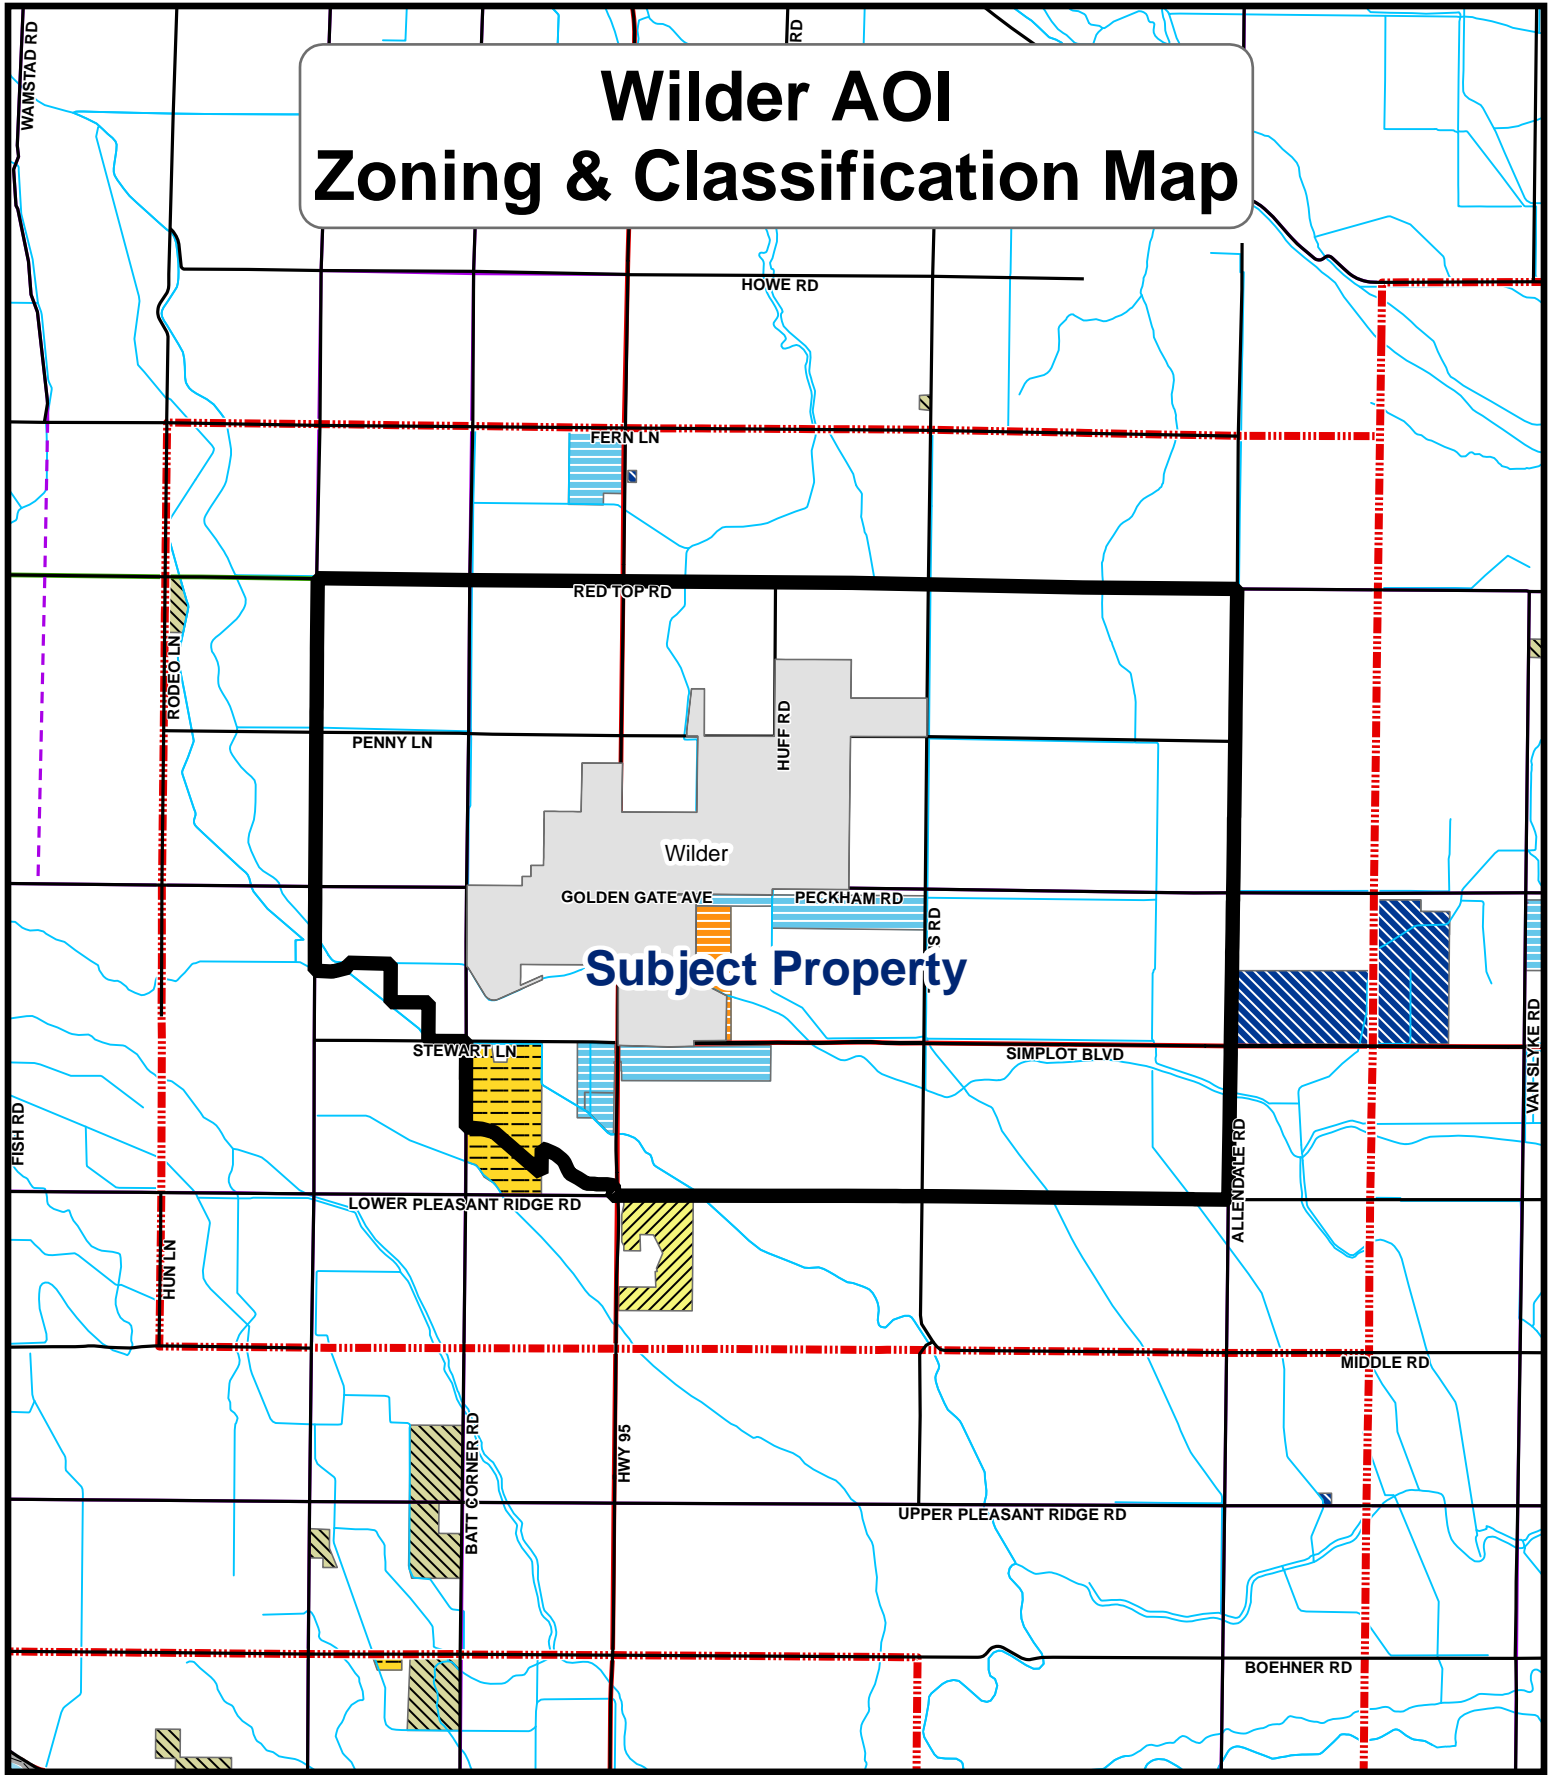 WAMSTAD RD
RD
Wilder AOI
Zoning & Classification Map
HOWE RD
FERN LN
RED TOP RD
RODEO LN
HUFF RD
PENNY LN
Wilder
GOLDEN GATE AVE
PECKHAM RD
S RD
Subject Property
VAN SLYKE RD
STEWART LN
SIMPLOT BLVD
FISH RD
ALLENDALE RD
LOWER PLEASANT RIDGE RD
HUN LN
MIDDLE RD
BATT CORNER RD
HWY 95
UPPER PLEASANT RIDGE RD
BOEHNER RD